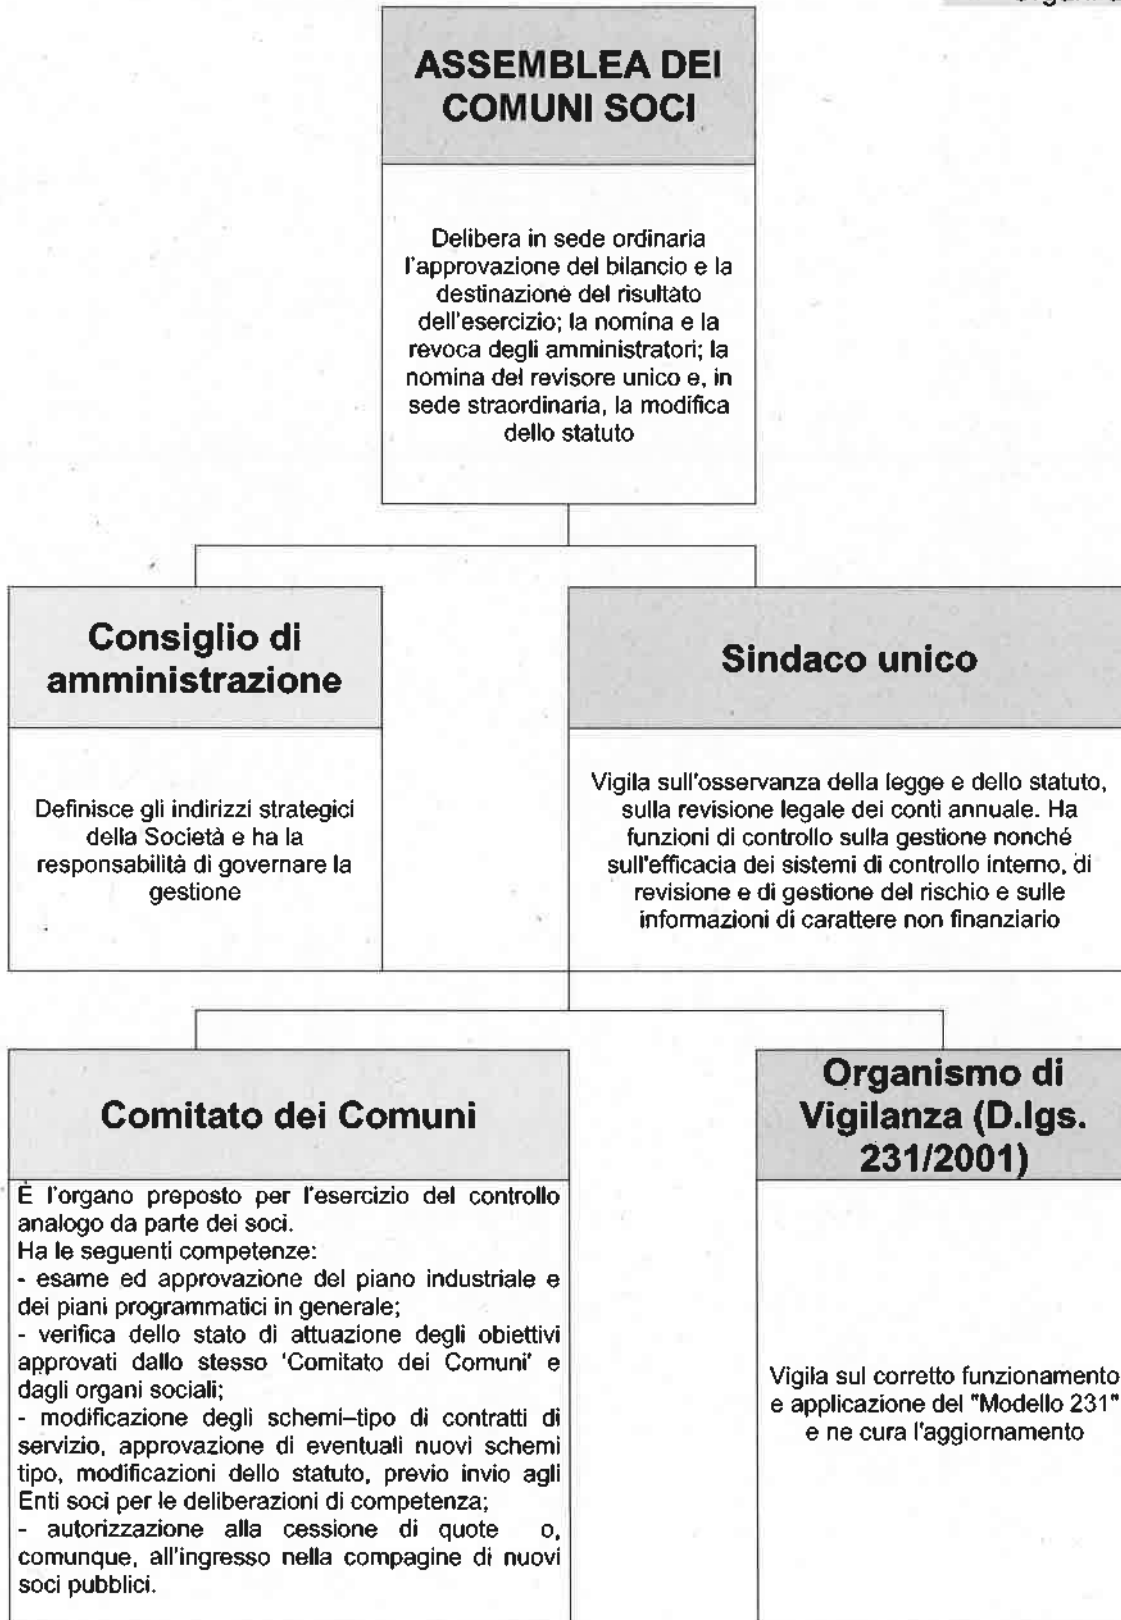 ASSEMBLEA DEI
COMUNI SOCI
Delibera in sede ordinaria
l'approvazione del bilancio e la
destinazione del risultato
dell'esercizio; la nomina e la
revoca degli amministratori; la
nomina del revisore unico e, in
sede straordinaria, la modifica
dello statuto
Consiglio di
amministrazione
Definisce gli indirizzi strategici
della Società e ha la
responsabilità di governare la
gestione
Sindaco unico
Vigila sull'osservanza della legge e dello statuto,
sulla revisione legale dei conti annuale. Ha
funzioni di controllo sulla gestione nonché
sull'efficacia dei sistemi di controllo interno, di
revisione e di gestione del rischio e sulle
informazioni di carattere non finanziario
Comitato dei Comuni
È l'organo preposto per l'esercizio del controllo
analogo da parte dei soci.
Ha le seguenti competenze:
- esame ed approvazione del piano industriale e
dei piani programmatici in generale;
- verifica dello stato di attuazione degli obiettivi
approvati dallo stesso 'Comitato dei Comuni' e
dagli organi sociali;
- modificazione degli schemi–tipo di contratti di
servizio, approvazione di eventuali nuovi schemi
tipo, modificazioni dello statuto, previo invio agli
Enti soci per le deliberazioni di competenza;
- autorizzazione alla cessione di quote o,
comunque, all'ingresso nella compagine di nuovi
soci pubblici.
Organismo di
Vigilanza (D.lgs.
231/2001)
Vigila sul corretto funzionamento
e applicazione del "Modello 231"
e ne cura l'aggiornamento